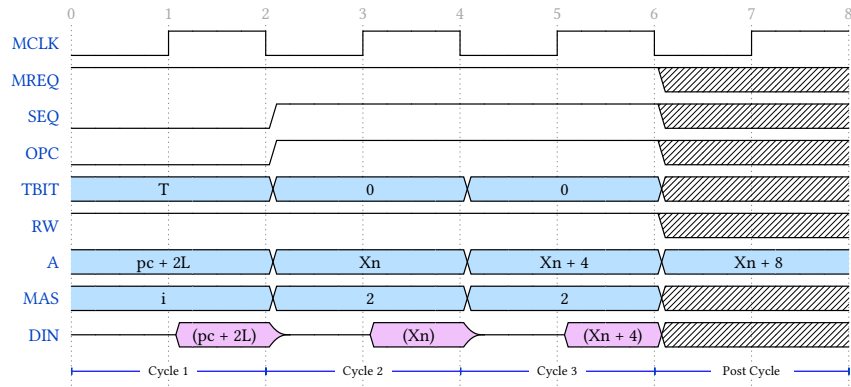 0 1 2 3 4 5 6 7 8
MCLK
MREQ
SEQ
OPC
TBIT T 0 0
RW
A pc + 2L Xn Xn + 4 Xn + 8
MAS i 2 2
DIN (pc + 2L) (Xn) (Xn + 4)
Cycle 1 Cycle 2 Cycle 3 Post Cycle